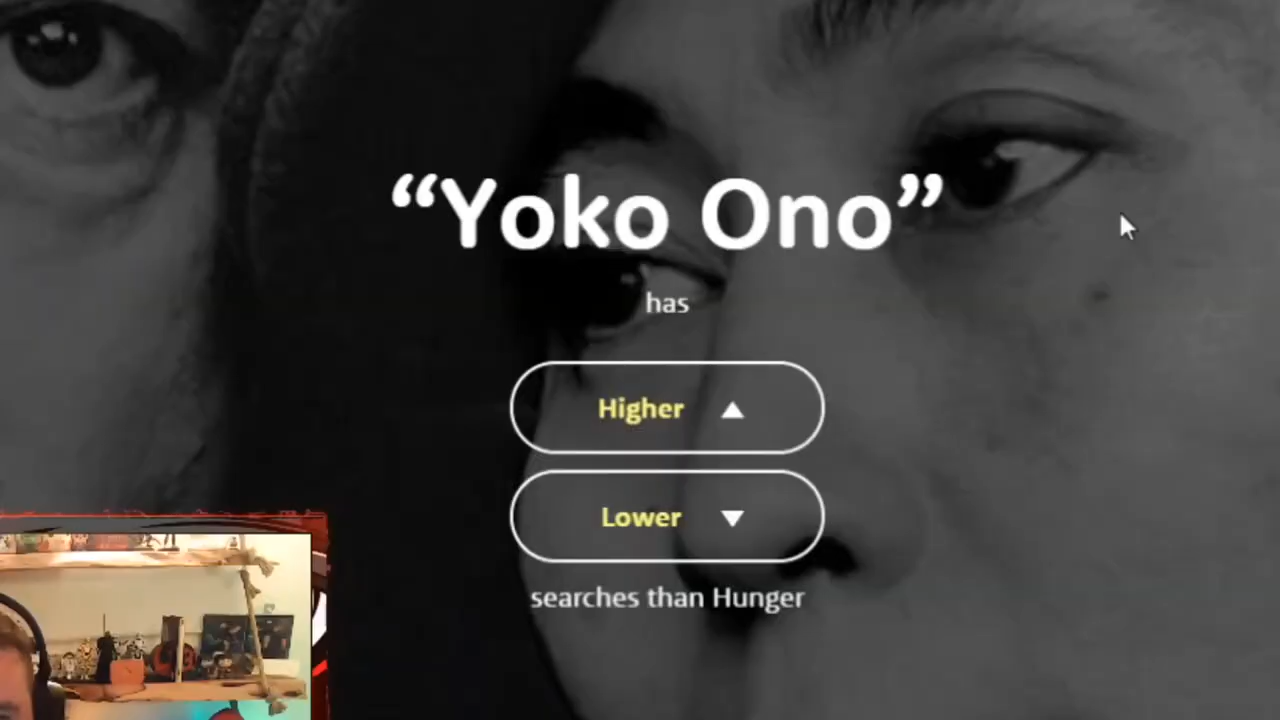 “Yoko Ono”
has
Higher
Lower
searches than Hunger